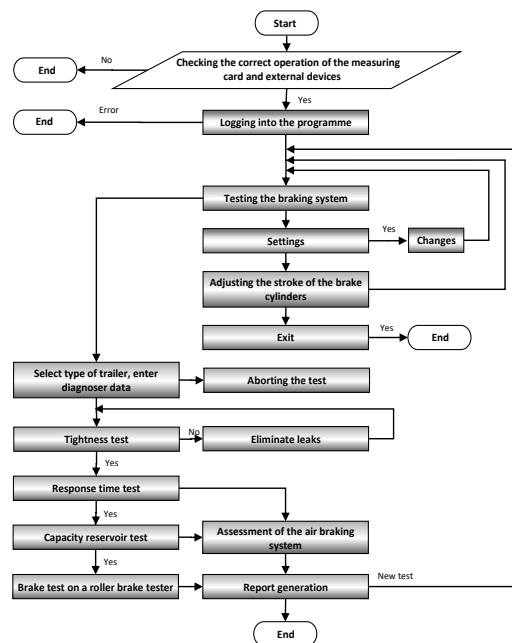 Start
No
End
Checking the correct operation of the measuring
card and external devices
Yes
Error
End
Logging into the programme
Testing the braking system
Settings
Yes
Changes
Adjusting the stroke of the brake
cylinders
Exit
Yes
End
Select type of trailer, enter
diagnoser data
Aborting the test
Tightness test
No
Eliminate leaks
Yes
Response time test
Yes
Capacity reservoir test
Assessment of the air braking
system
Yes
Brake test on a roller brake tester
Report generation
New test
End